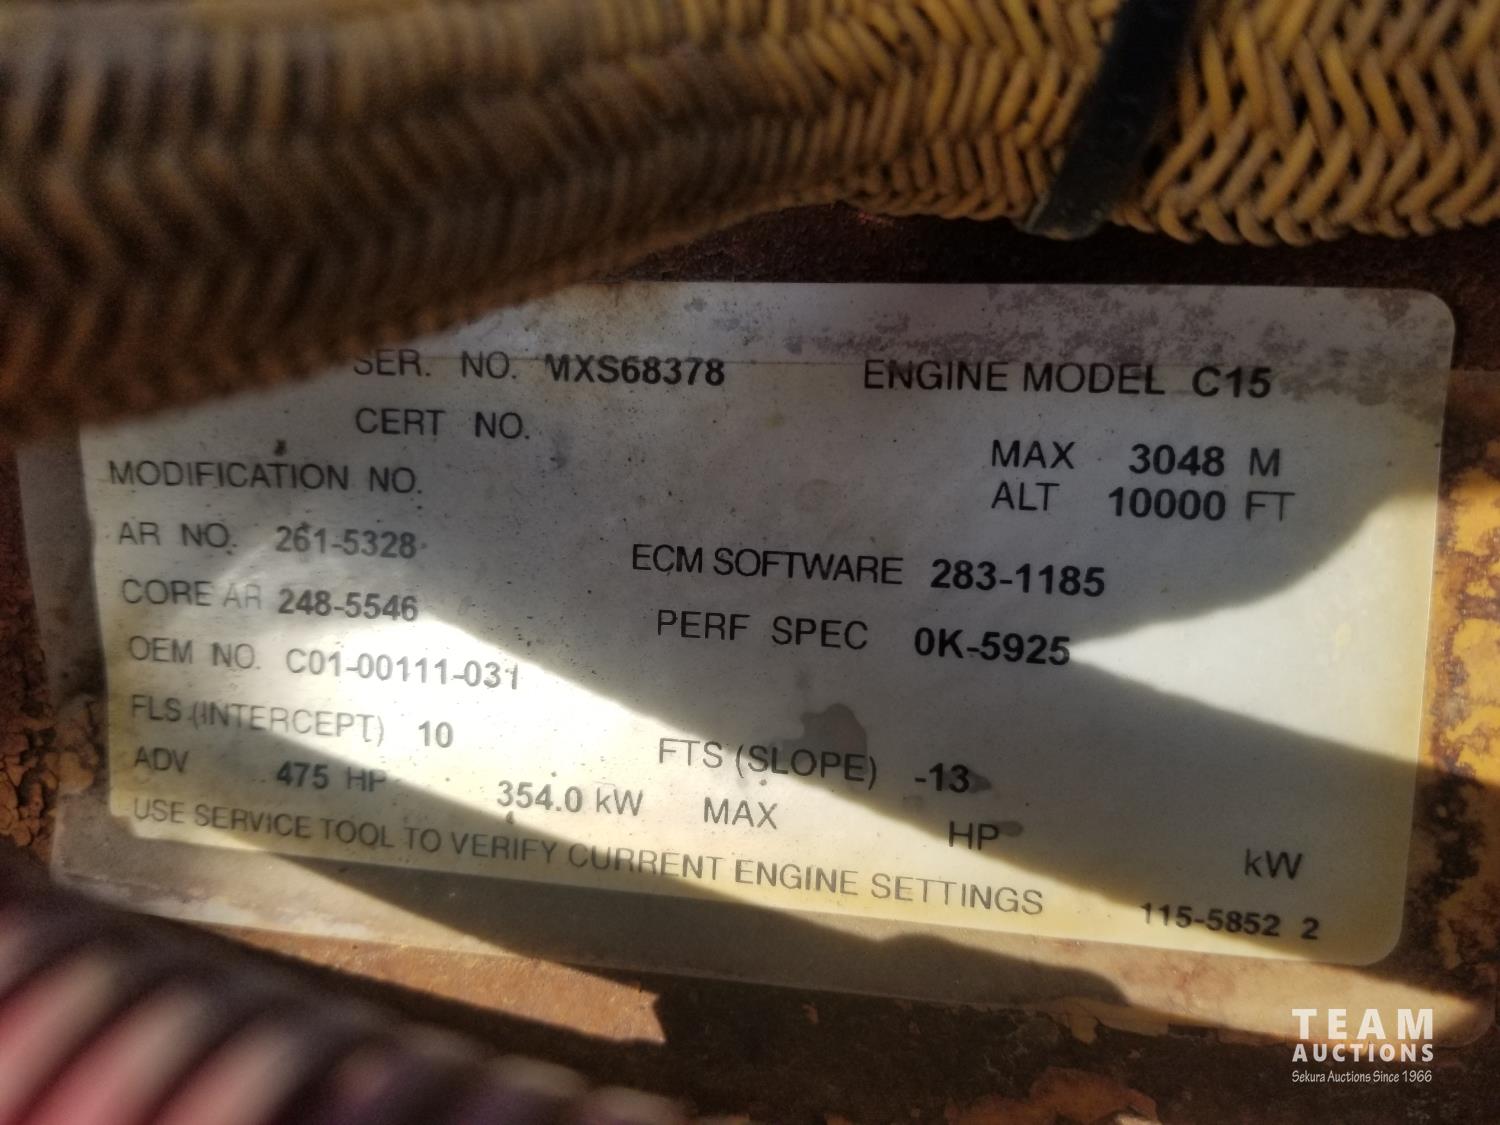 SER. NO. MXS68378 ENGINE MODEL C15
CERT NO.
MAX 3048 M
MODIFICATION NO.
ALT 10000 FT
AR NO. 261-5328
ECM SOFTWARE 283-1185
CORE AR 248-5546
PERF SPEC 0K-5925
OEM NO. C01-00111-031
FLS (INTERCEPT) 10 FTS (SLOPE) -13
ADV 475 HP 354.0 kW MAX HP kW
USE SERVICE TOOL TO VERIFY CURRENT ENGINE SETTINGS 115-5852 2
TEAM
AUCTIONS
Sekura Auctions Since 1966